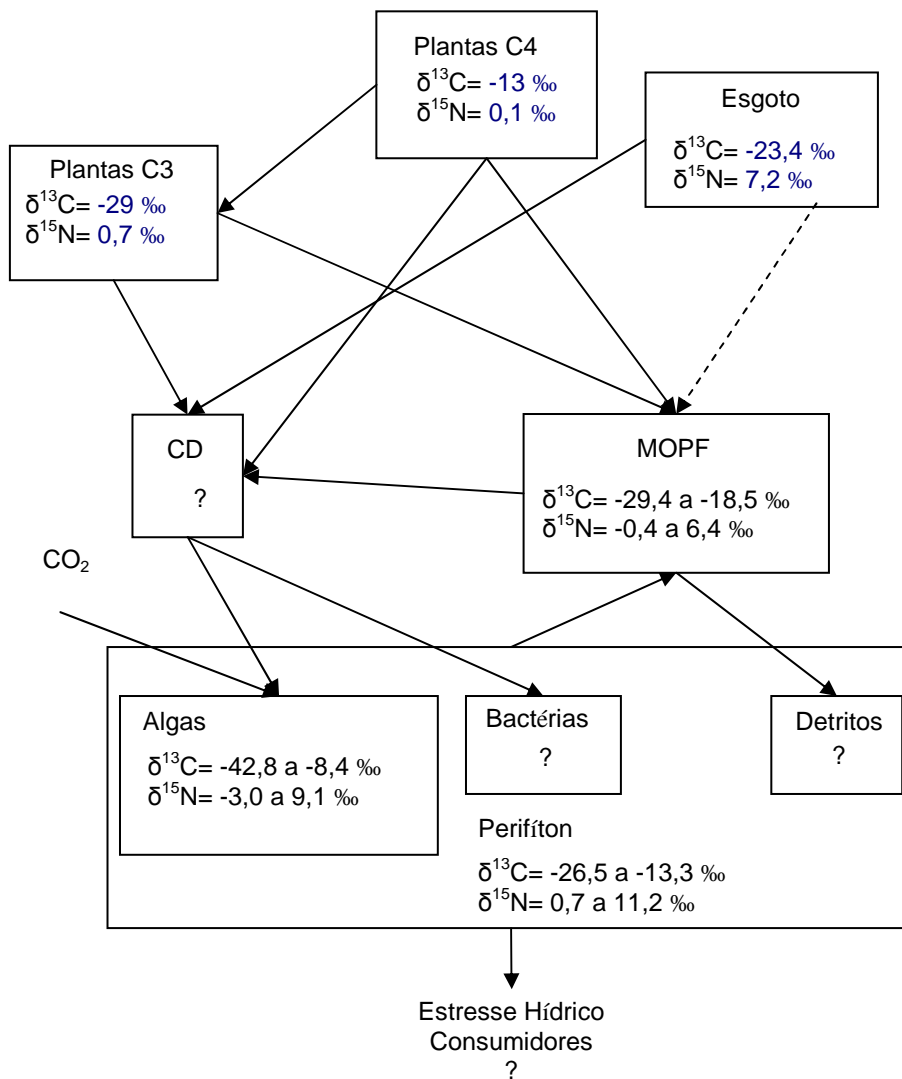 Plantas C4
δ¹³C= -13 ‰
δ¹⁵N= 0,1 ‰
Esgoto
δ¹³C= -23,4 ‰
δ¹⁵N= 7,2 ‰
Plantas C3
δ¹³C= -29 ‰
δ¹⁵N= 0,7 ‰
CD
?
MOPF
δ¹³C= -29,4 a -18,5 ‰
δ¹⁵N= -0,4 a 6,4 ‰
CO₂
Algas
δ¹³C= -42,8 a -8,4 ‰
δ¹⁵N= -3,0 a 9,1 ‰
Bactérias
?
Detritos
?
Perifíton
δ¹³C= -26,5 a -13,3 ‰
δ¹⁵N= 0,7 a 11,2 ‰
Estresse Hídrico
Consumidores
?